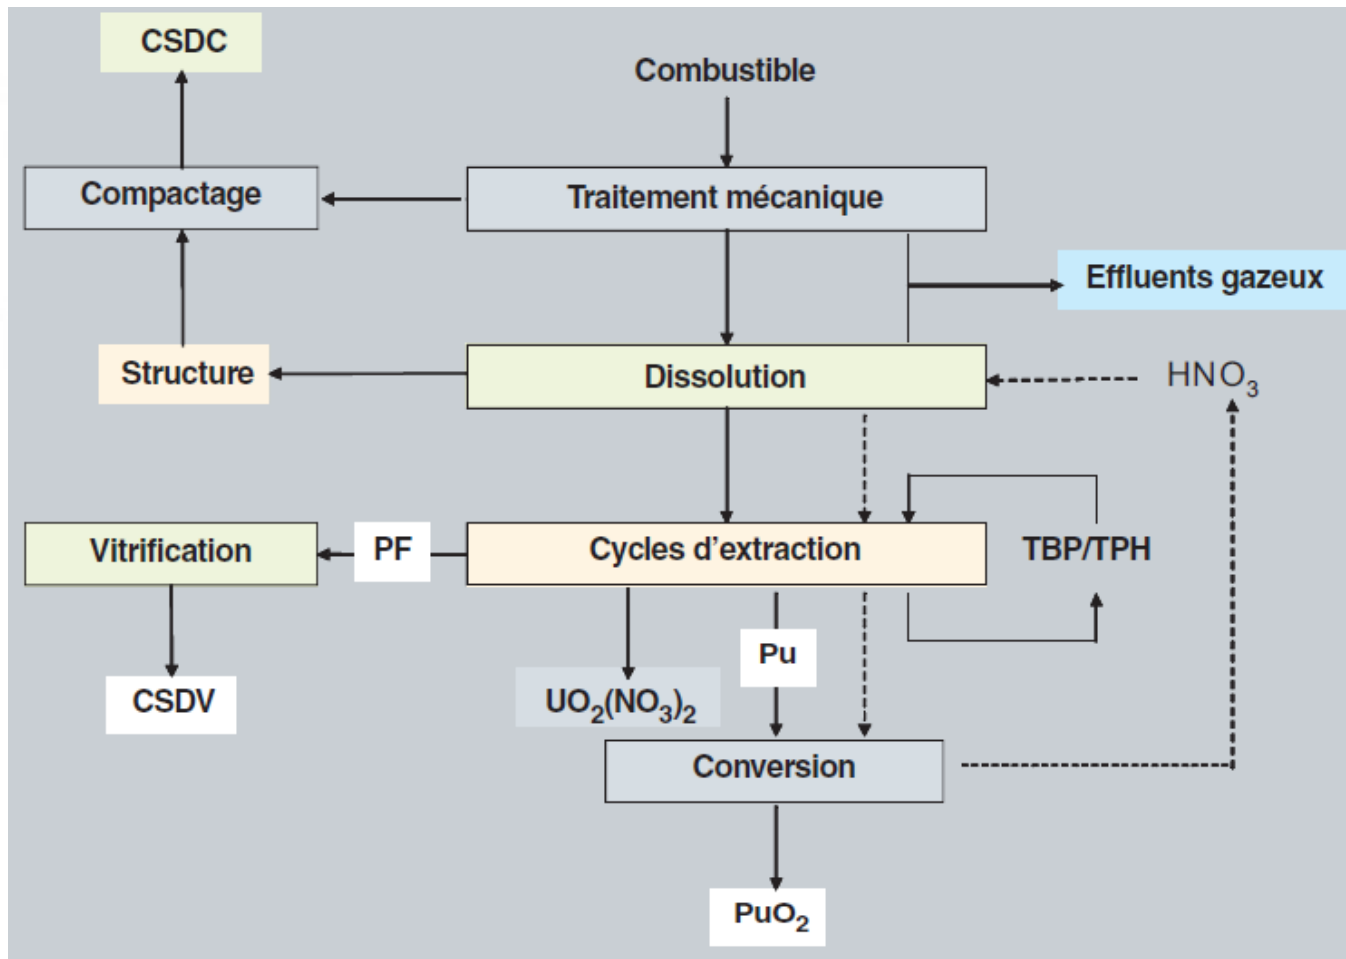 CSDC
Combustible
Compactage
Traitement mécanique
Effluents gazeux
Structure
Dissolution
HNO3
Vitrification
PF
Cycles d’extraction
TBP/TPH
Pu
CSDV
UO2(NO3)2
Conversion
PuO2